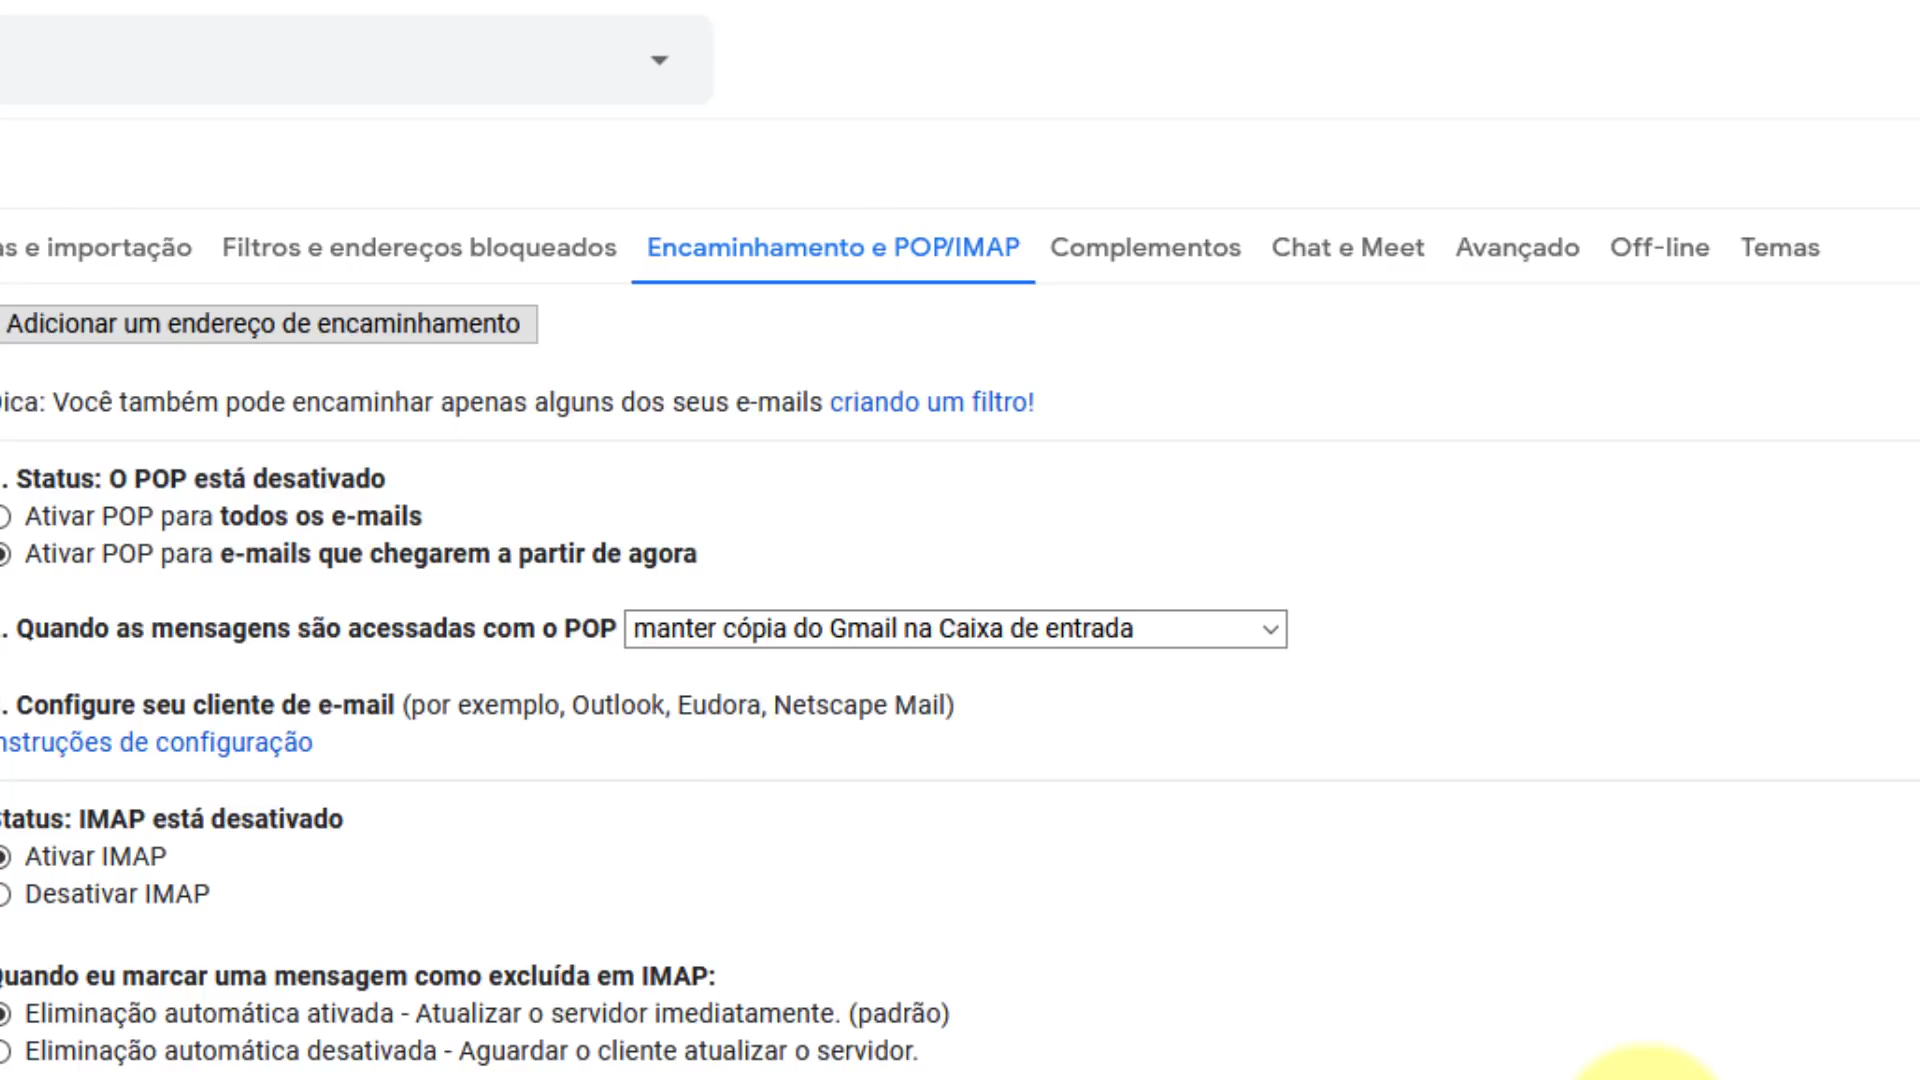 as e importação Filtros e endereços bloqueados Encaminhamento e POP/IMAP Complementos Chat e Meet Avançado Off-line Temas
Adicionar um endereço de encaminhamento
Dica: Você também pode encaminhar apenas alguns dos seus e-mails criando um filtro!
. Status: O POP está desativado
Ativar POP para todos os e-mails
Ativar POP para e-mails que chegarem a partir de agora
. Quando as mensagens são acessadas com o POP manter cópia do Gmail na Caixa de entrada
. Configure seu cliente de e-mail (por exemplo, Outlook, Eudora, Netscape Mail)
nstruções de configuração
Status: IMAP está desativado
Ativar IMAP
Desativar IMAP
Quando eu marcar uma mensagem como excluída em IMAP:
Eliminação automática ativada - Atualizar o servidor imediatamente. (padrão)
Eliminação automática desativada - Aguardar o cliente atualizar o servidor.